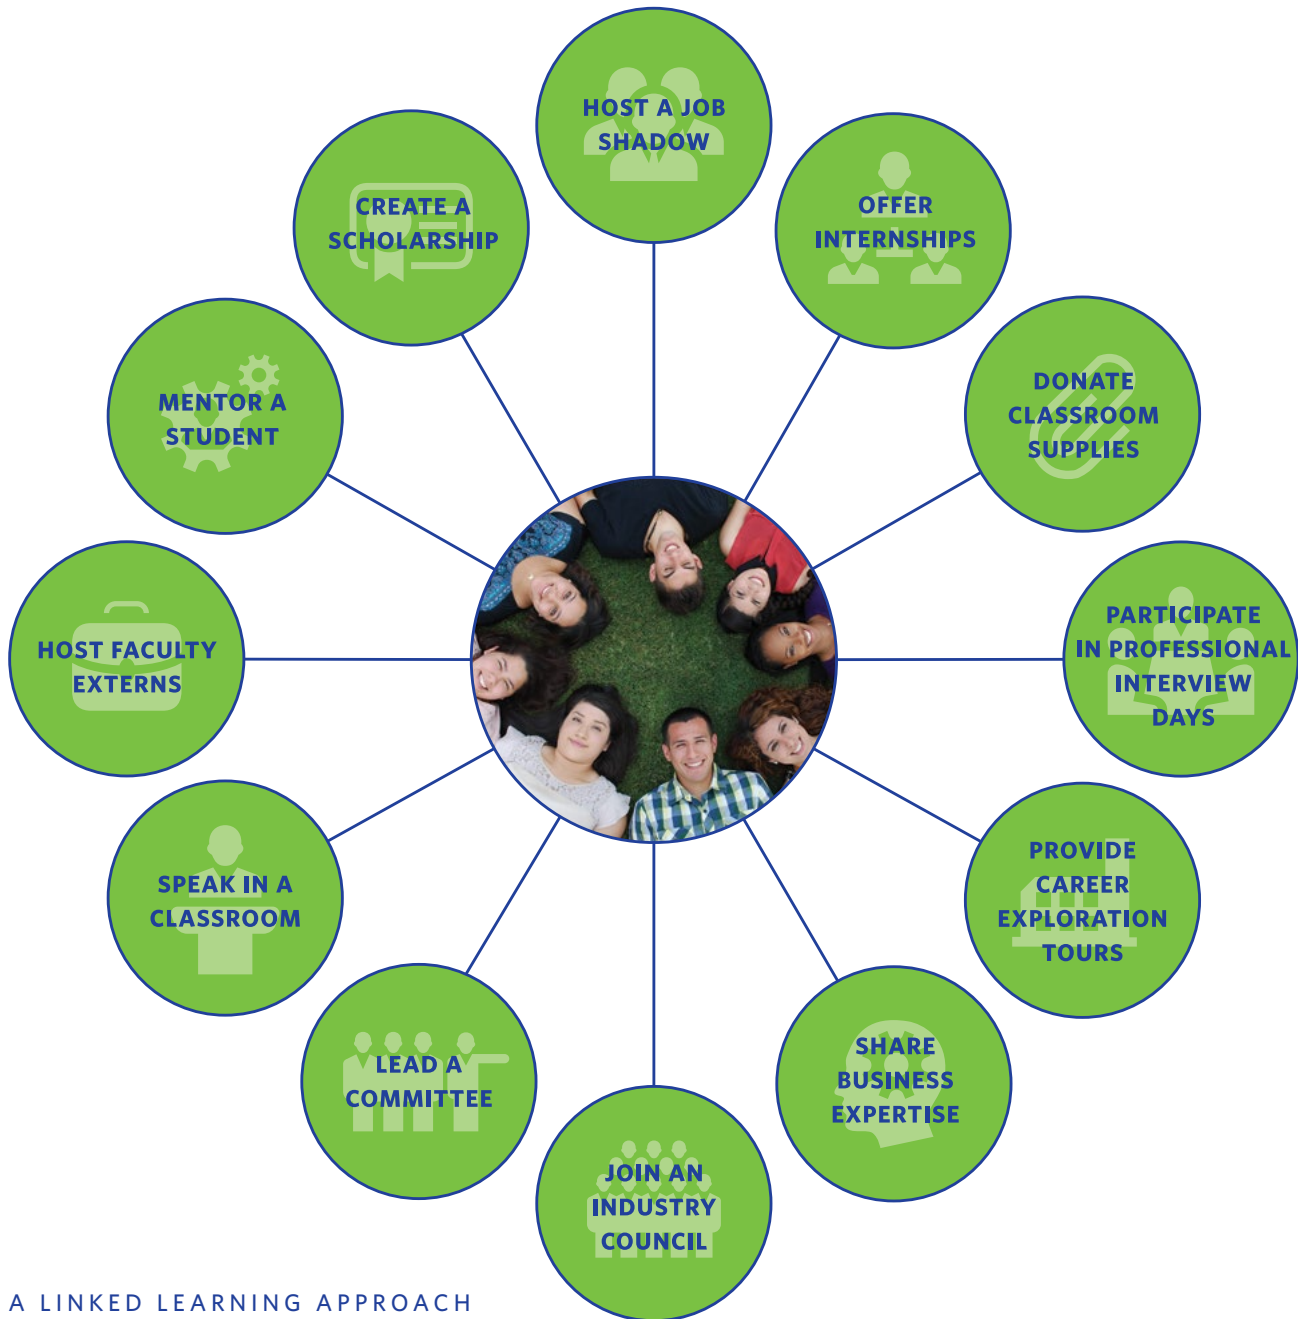 HOST A JOB
SHADOW
OFFER
INTERNSHIPS
DONATE
CLASSROOM
SUPPLIES
PARTICIPATE
IN PROFESSIONAL
INTERVIEW
DAYS
PROVIDE
CAREER
EXPLORATION
TOURS
SHARE
BUSINESS
EXPERTISE
JOIN AN
INDUSTRY
COUNCIL
LEAD A
COMMITTEE
SPEAK IN A
CLASSROOM
HOST FACULTY
EXTERNS
MENTOR A
STUDENT
CREATE A
SCHOLARSHIP
A LINKED LEARNING APPROACH